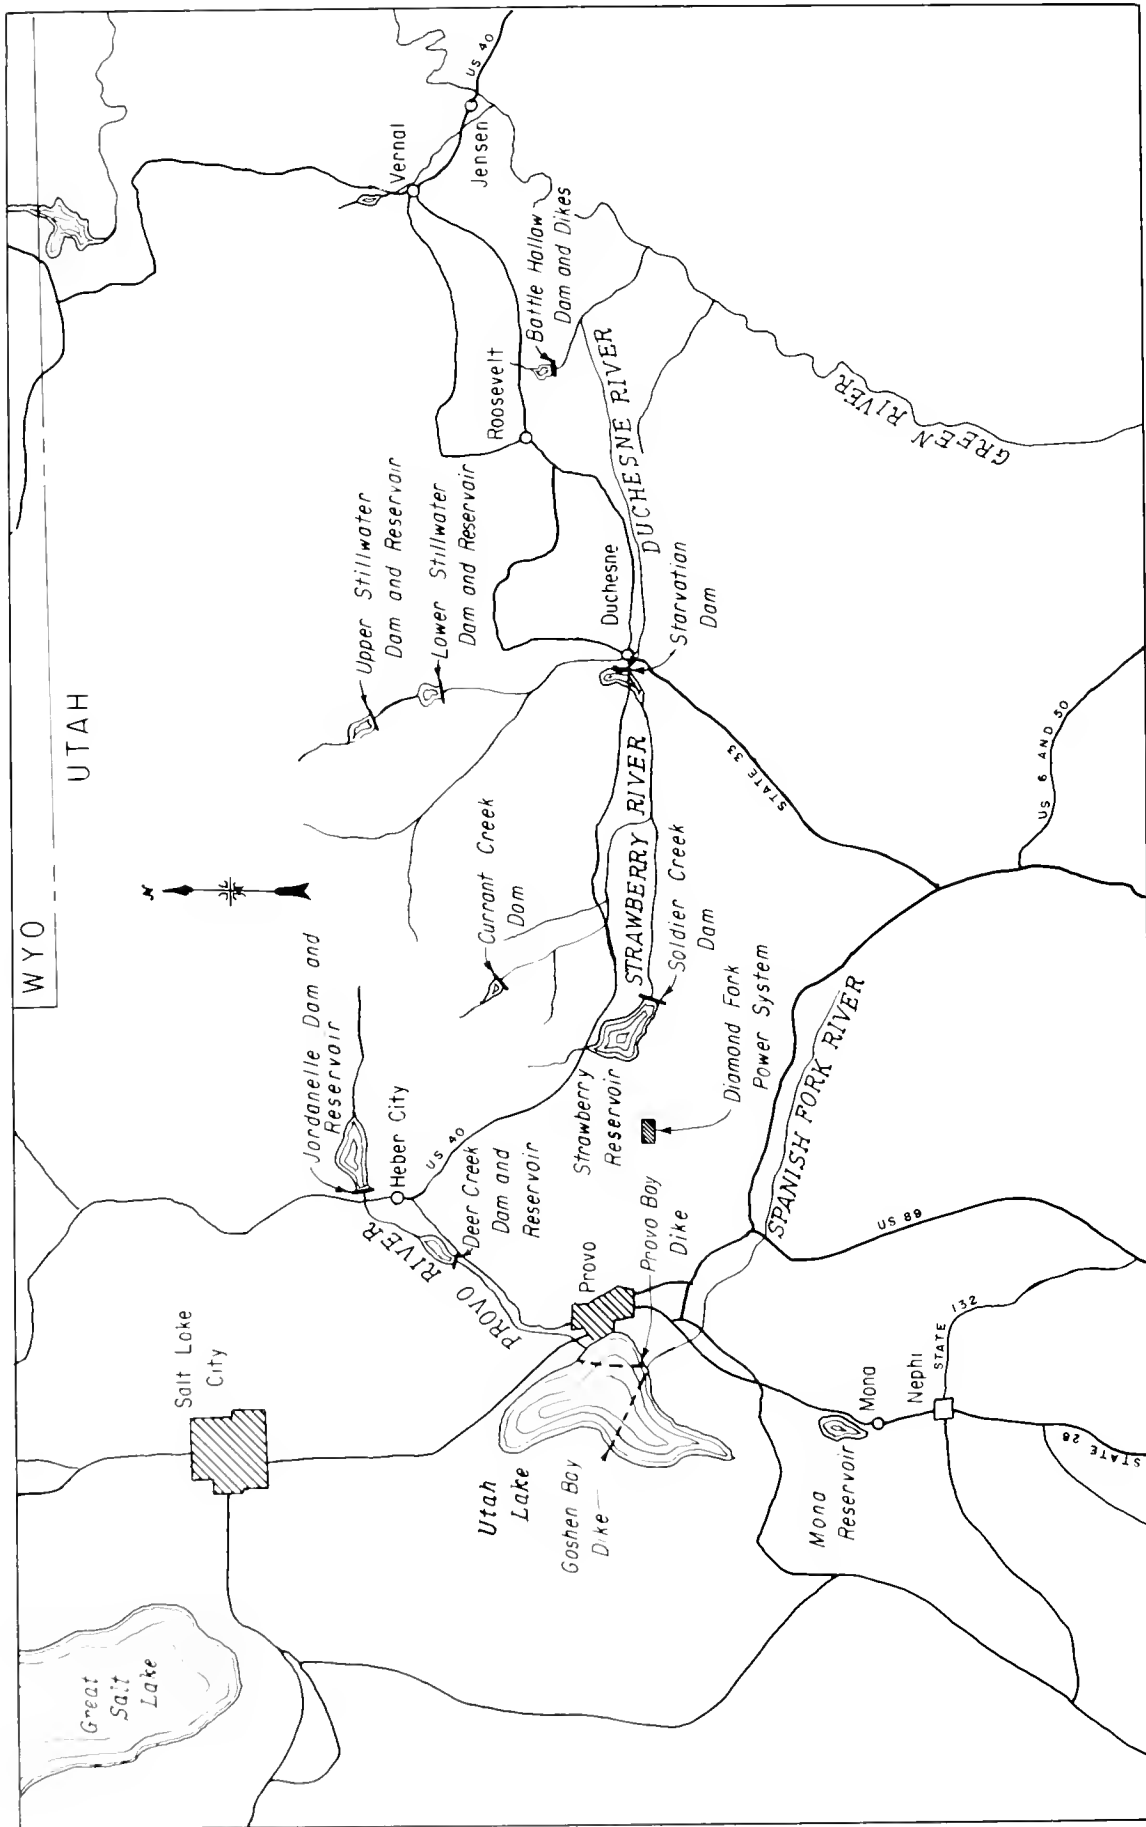 WYO
UTAH
Great
Salt
Lake
Salt Lake
City
Jordanelle Dam and
Reservoir
Heber City
US 40
PROVO RIVER
Deer Creek
Dam and
Reservoir
Utah
Lake
Goshen Bay
Dike
Provo
Provo Bay
Dike
Strawberry
Reservoir
Diamond Fork
Power System
Currant Creek
Dam
STRAWBERRY RIVER
Soldier Creek
Dam
Upper Stillwater
Dam and Reservoir
Lower Stillwater
Dam and Reservoir
Duchesne
Starvation
Dam
DUCHESNE RIVER
Roosevelt
Battle Hollow
Dam and Dikes
Vernal
Jensen
US 40
GREEN RIVER
STATE 33
US 6 AND 50
SPANISH FORK RIVER
US 89
STATE 132
Mona
Reservoir
Mona
Nephi
STATE 28
N